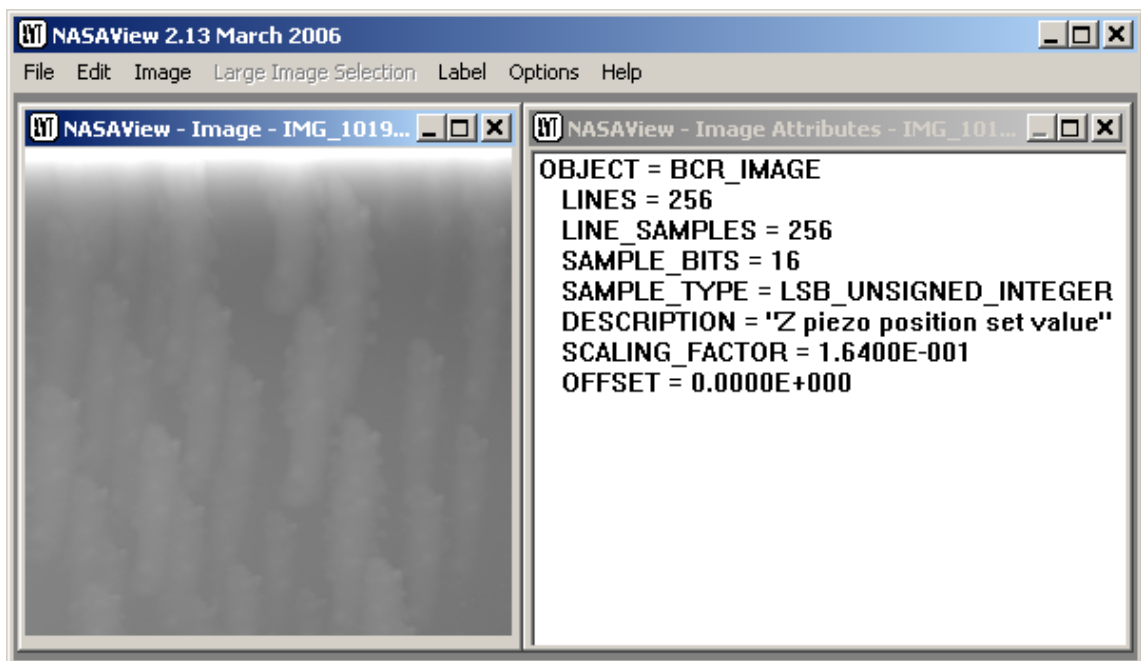 NASAView 2.13 March 2006
File Edit Image Large Image Selection Label Options Help
NASAView - Image - IMG_1019...
NASAView - Image Attributes - IMG_101...
OBJECT = BCR_IMAGE
LINES = 256
LINE_SAMPLES = 256
SAMPLE_BITS = 16
SAMPLE_TYPE = LSB_UNSIGNED_INTEGER
DESCRIPTION = "Z piezo position set value"
SCALING_FACTOR = 1.6400E-001
OFFSET = 0.0000E+000